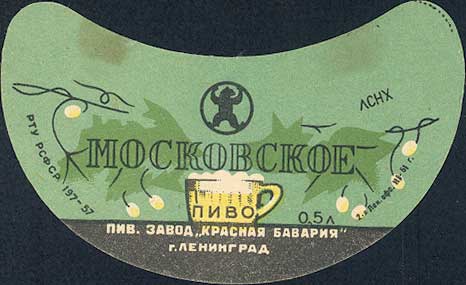 ЛСНХ
РТУ РСФСР 197-57
МОСКОВСКОЕ
ПИВО
0,5 л
ПИВ. ЗАВОД „КРАСНАЯ БАВАРИЯ"
г. ЛЕНИНГРАД